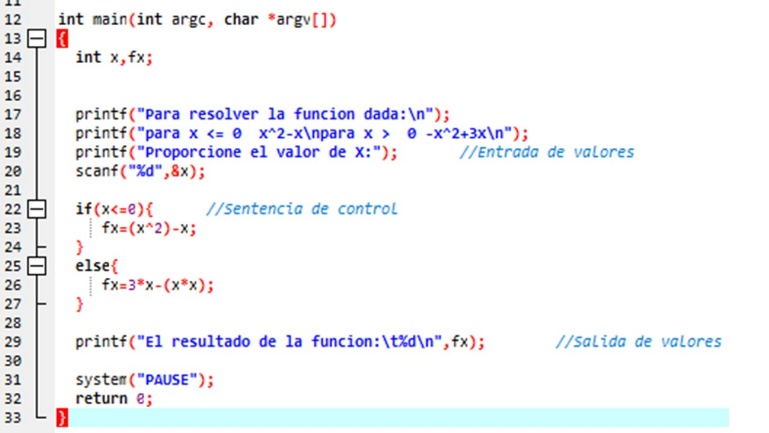 11
12 int main(int argc, char *argv[])
13 {
14 int x,fx;
15
16
17 printf("Para resolver la funcion dada:\n");
18 printf("para x <= 0  x^2-x\npara x >  0 -x^2+3x\n");
19 printf("Proporcione el valor de X:"); //Entrada de valores
20 scanf("%d",&x);
21
22 if(x<=0){ //Sentencia de control
23 fx=(x^2)-x;
24 }
25 else{
26 fx=3*x-(x*x);
27 }
28
29 printf("El resultado de la funcion:\t%d\n",fx); //Salida de valores
30
31 system("PAUSE");
32 return 0;
33 }